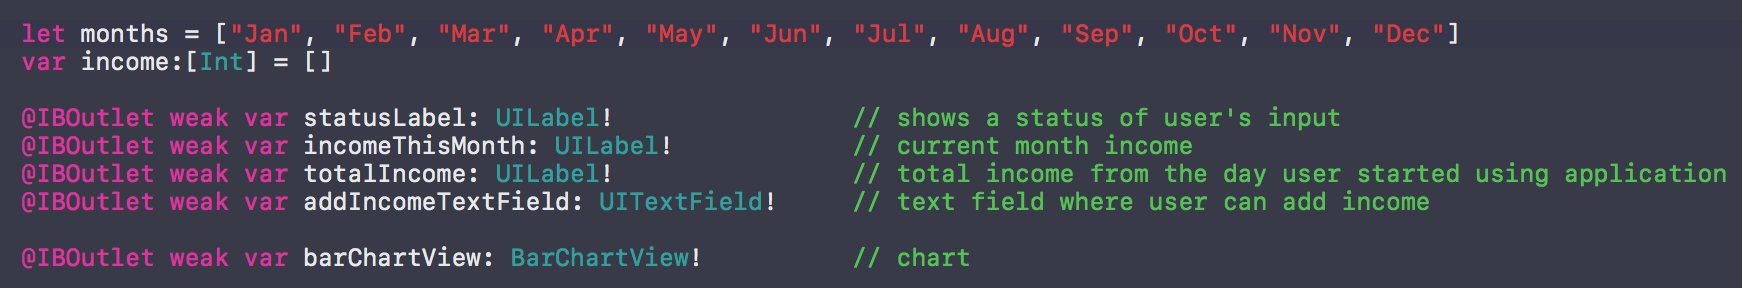 let months = ["Jan", "Feb", "Mar", "Apr", "May", "Jun", "Jul", "Aug", "Sep", "Oct", "Nov", "Dec"]
var income:[Int] = []
@IBOutlet weak var statusLabel: UILabel! // shows a status of user's input
@IBOutlet weak var incomeThisMonth: UILabel! // current month income
@IBOutlet weak var totalIncome: UILabel! // total income from the day user started using application
@IBOutlet weak var addIncomeTextField: UITextField! // text field where user can add income
@IBOutlet weak var barChartView: BarChartView! // chart